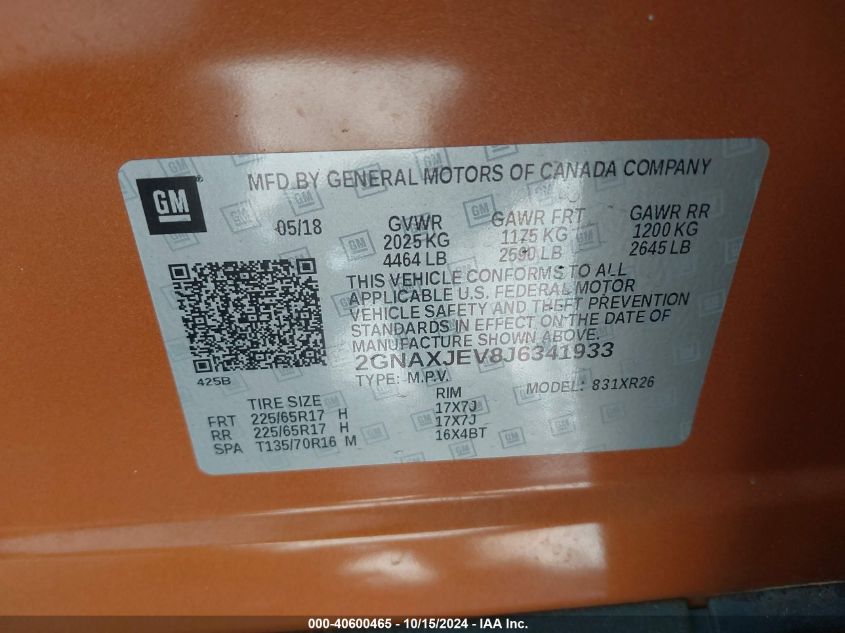 GM
MFD BY GENERAL MOTORS OF CANADA COMPANY
05/18 GVWR GAWR FRT GAWR RR
2025 KG 1175 KG 1200 KG
4464 LB 2590 LB 2645 LB
THIS VEHICLE CONFORMS TO ALL
APPLICABLE U.S. FEDERAL MOTOR
VEHICLE SAFETY AND THEFT PREVENTION
STANDARDS IN EFFECT ON THE DATE OF
MANUFACTURE SHOWN ABOVE.
2GNAXJEV8J6341933
425B
TYPE: M.P.V. MODEL: 831XR26
TIRE SIZE RIM
FRT 225/65R17 H 17X7J
RR 225/65R17 H 17X7J
SPA T135/70R16 M 16X4BT
000-40600465 - 10/15/2024 - IAA Inc.